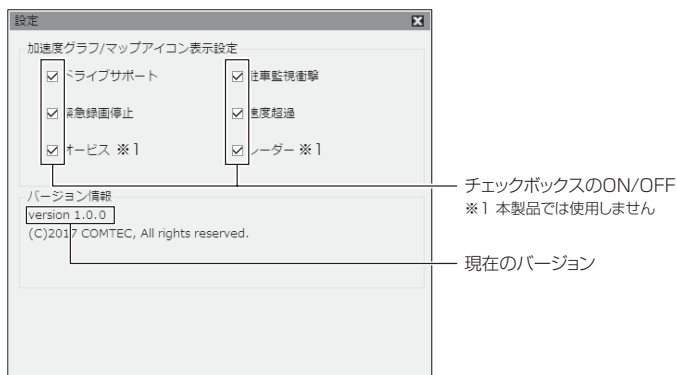 設定
加速度グラフ/マップアイコン表示設定
ドライブサポート
駐車監視衝撃
緊急録画停止
速度超過
オービス ※1
レーダー ※1
チェックボックスのON/OFF
※1 本製品では使用しません
バージョン情報
version 1.0.0
(C)2017 COMTEC, All rights reserved.
現在のバージョン